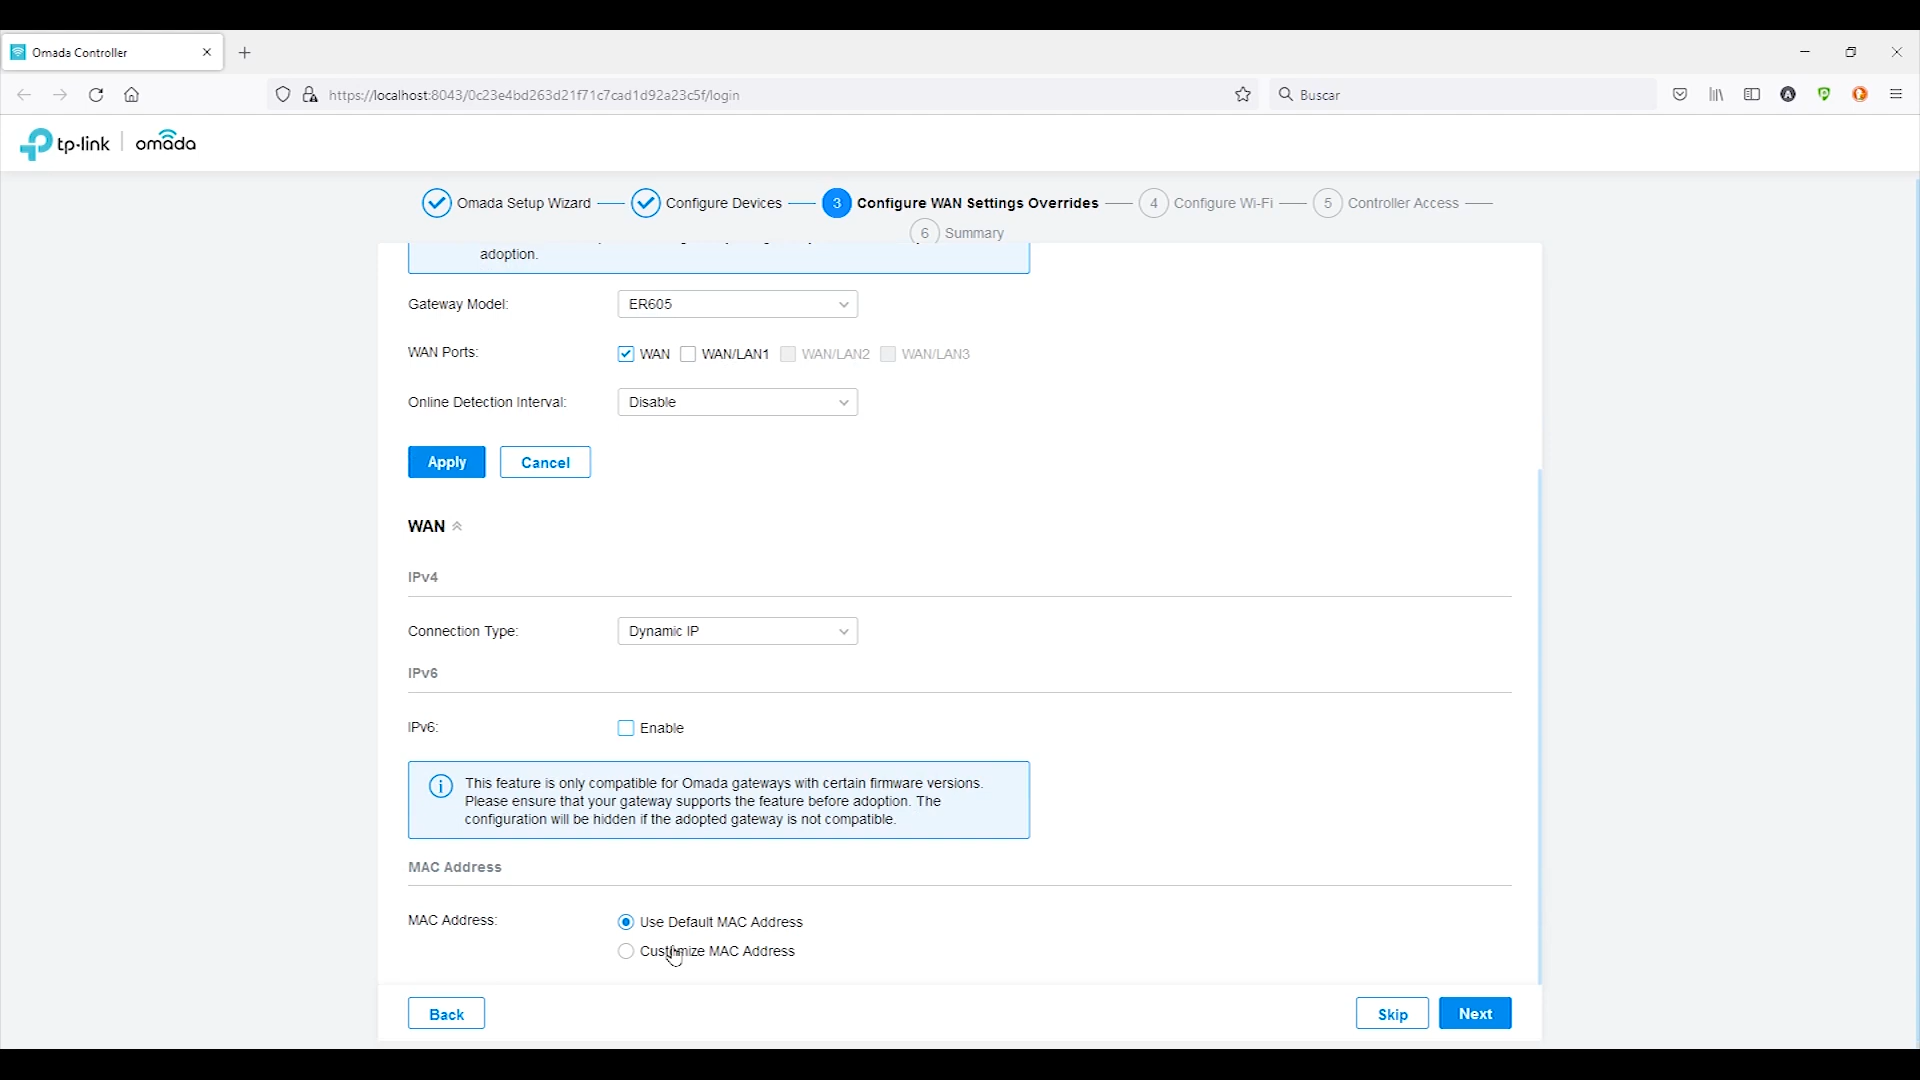 Omada Controller
https://localhost:8043/0c23e4bd263d21f71c7cad1d92a23c5f/login
Buscar
tp-link | omada
Omada Setup Wizard
Configure Devices
3 Configure WAN Settings Overrides
4 Configure Wi-Fi
5 Controller Access
6 Summary
adoption.
Gateway Model: ER605
WAN Ports: WAN WAN/LAN1 WAN/LAN2 WAN/LAN3
Online Detection Interval: Disable
Apply Cancel
WAN
IPv4
Connection Type: Dynamic IP
IPv6
IPv6: Enable
This feature is only compatible for Omada gateways with certain firmware versions.
Please ensure that your gateway supports the feature before adoption. The
configuration will be hidden if the adopted gateway is not compatible.
MAC Address
MAC Address: Use Default MAC Address
Customize MAC Address
Back Skip Next